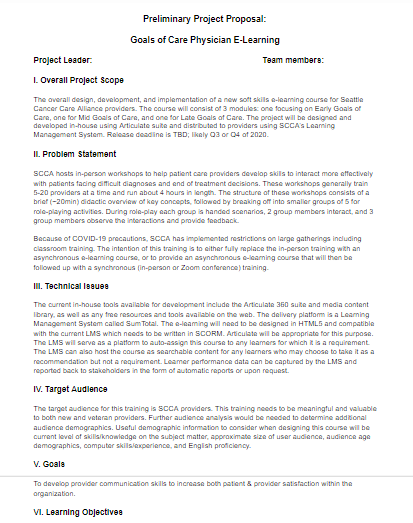 Preliminary Project Proposal:
Goals of Care Physician E-Learning
Project Leader: Team members:
I. Overall Project Scope
The overall design, development, and implementation of a new soft skills e-learning course for Seattle
Cancer Care Alliance providers. The course will consist of 3 modules: one focusing on Early Goals of
Care, one for Mid Goals of Care, and one for Late Goals of Care. The project will be designed and
developed in-house using Articulate suite and distributed to providers using SCCA's Learning
Management System. Release deadline is TBD; likely Q3 or Q4 of 2020.
II. Problem Statement
SCCA hosts in-person workshops to help patient care providers develop skills to interact more effectively
with patients facing difficult diagnoses and end of treatment decisions. These workshops generally train
5-20 providers at a time and run about 4 hours in length. The structure of these workshops consists of a
brief (~20min) didactic overview of key concepts, followed by breaking off into smaller groups of 5 for
role-playing activities. During role-play each group is handed scenarios, 2 group members interact, and 3
group members observe the interactions and provide feedback.
Because of COVID-19 precautions, SCCA has implemented restrictions on large gatherings including
classroom training. The intention of this training is to either fully replace the in-person training with an
asynchronous e-learning course, or to provide an asynchronous e-learning course that will then be
followed up with a synchronous (in-person or Zoom conference) training.
III. Technical Issues
The current in-house tools available for development include the Articulate 360 suite and media content
library, as well as any free resources and tools available on the web. The delivery platform is a Learning
Management System called SumTotal. The e-learning will need to be designed in HTML5 and compatible
with the current LMS which needs to be written in SCORM. Articulate will be appropriate for this purpose.
The LMS will serve as a platform to auto-assign this course to any learners for which it is a requirement.
The LMS can also host the course as searchable content for any learners who may choose to take it as a
recommendation but not a requirement. Learner performance data can be captured by the LMS and
reported back to stakeholders in the form of automatic reports or upon request.
IV. Target Audience
The target audience for this training is SCCA providers. This training needs to be meaningful and valuable
to both new and veteran providers. Further audience analysis would be needed to determine additional
audience demographics. Useful demographic information to consider when designing this course will be
current level of skills/knowledge on the subject matter, approximate size of user audience, audience age
demographics, computer skills/experience, and English proficiency.
V. Goals
To develop provider communication skills to increase both patient & provider satisfaction within the
organization.
VI. Learning Objectives